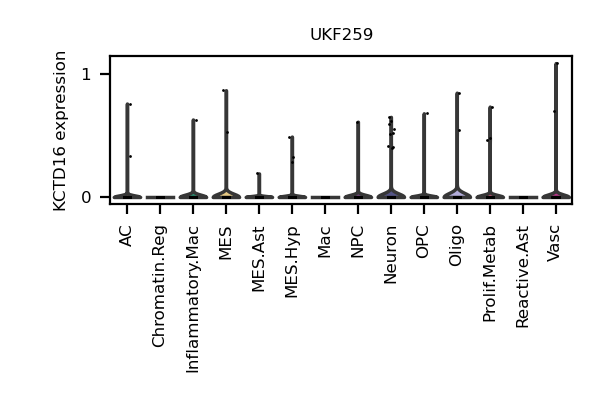 UKF259
KCTD16 expression
1
0
AC
Chromatin.Reg
Inflammatory.Mac
MES
MES.Ast
MES.Hyp
Mac
NPC
Neuron
OPC
Oligo
Prolif.Metab
Reactive.Ast
Vasc